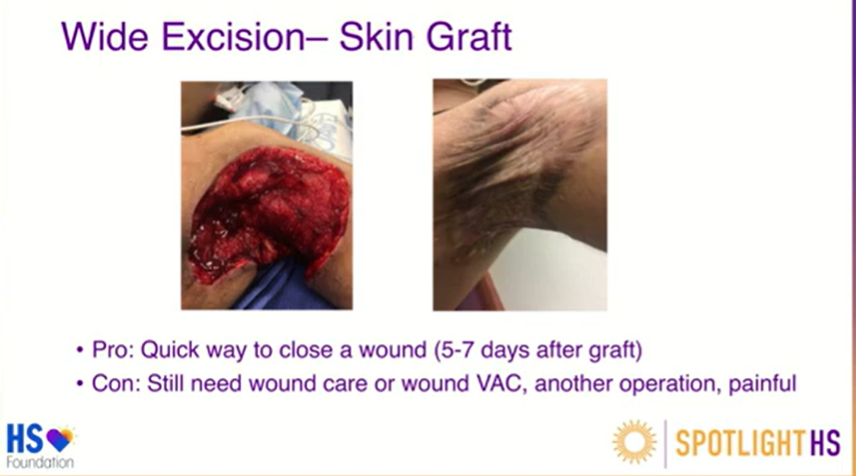 Wide Excision– Skin Graft
• Pro: Quick way to close a wound (5-7 days after graft)
• Con: Still need wound care or wound VAC, another operation, painful
HS
Foundation
SPOTLIGHT HS